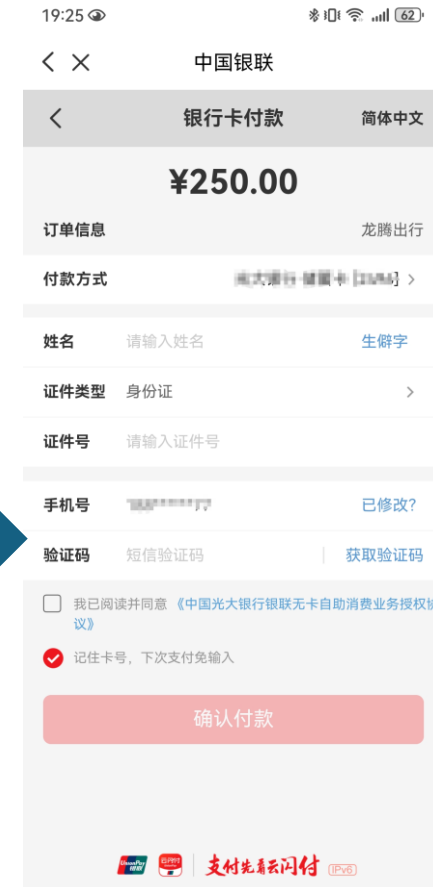 19:25
62
中国银联
银行卡付款 简体中文
¥250.00
订单信息 龙腾出行
付款方式
姓名 请输入姓名 生僻字
证件类型 身份证
证件号 请输入证件号
手机号 已修改?
验证码 短信验证码 获取验证码
我已阅读并同意《中国光大银行银联无卡自助消费业务授权协
议》
记住卡号,下次支付免输入
确认付款
UnionPay 银联 云闪付 支付先看云闪付 IPv6